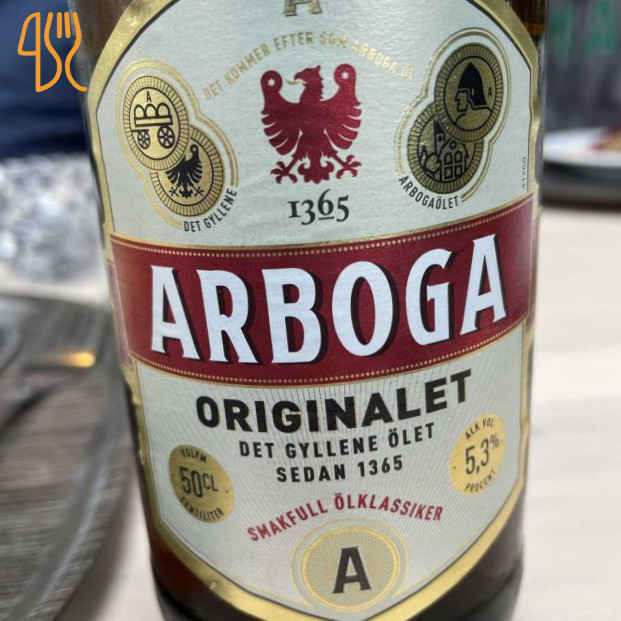 A
DET KOMMER EFTER SOM ARBOGA ÖL
A
DET GYLLENE
ARBOGAÖLET
1365
41260
ARBOGA
ORIGINALET
DET GYLLENE ÖLET
SEDAN 1365
VOLYM
50CL
CENTILITER
ALK VOL
5,3%
PROCENT
SMAKFULL ÖLKLASSIKER
A